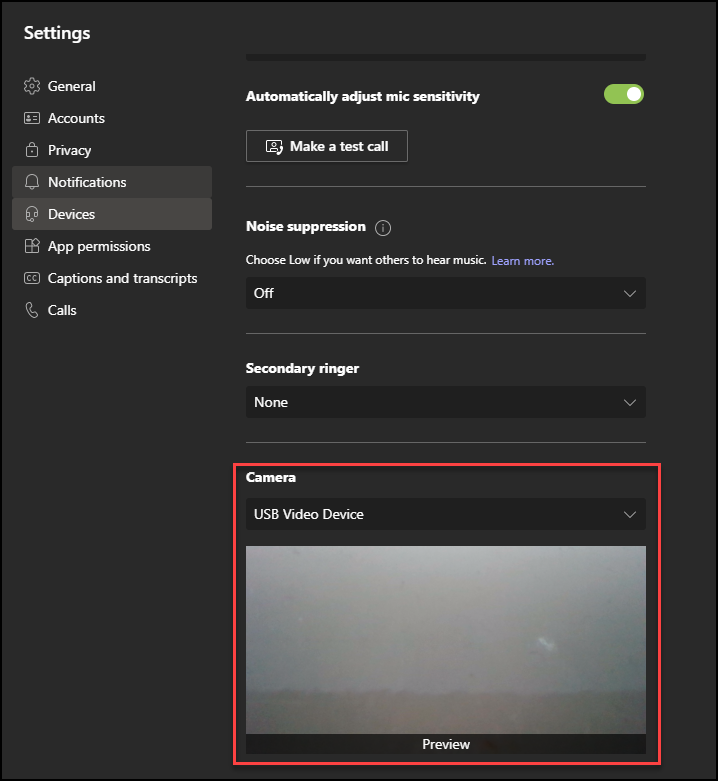 Settings
General
Accounts
Privacy
Notifications
Devices
App permissions
CC Captions and transcripts
Calls
Automatically adjust mic sensitivity
Make a test call
Noise suppression i
Choose Low if you want others to hear music. Learn more.
Off
Secondary ringer
None
Camera
USB Video Device
Preview